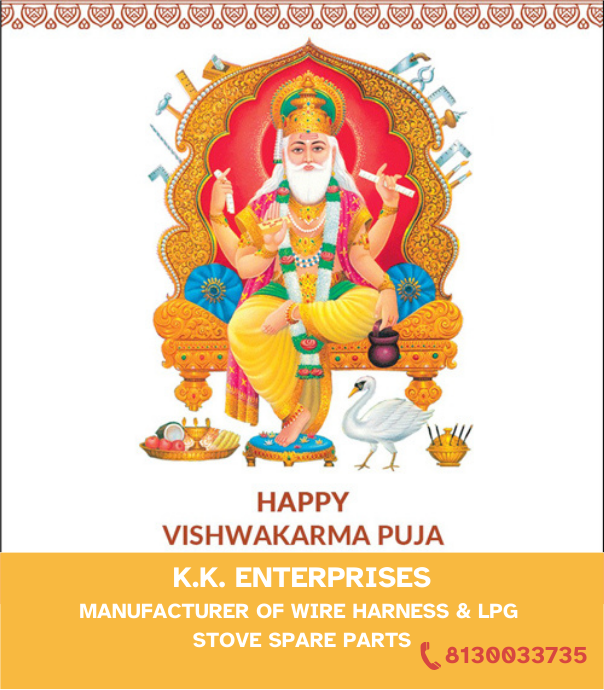 HAPPY
VISHWAKARMA PUJA
K.K. ENTERPRISES
MANUFACTURER OF WIRE HARNESS & LPG
STOVE SPARE PARTS
8130033735